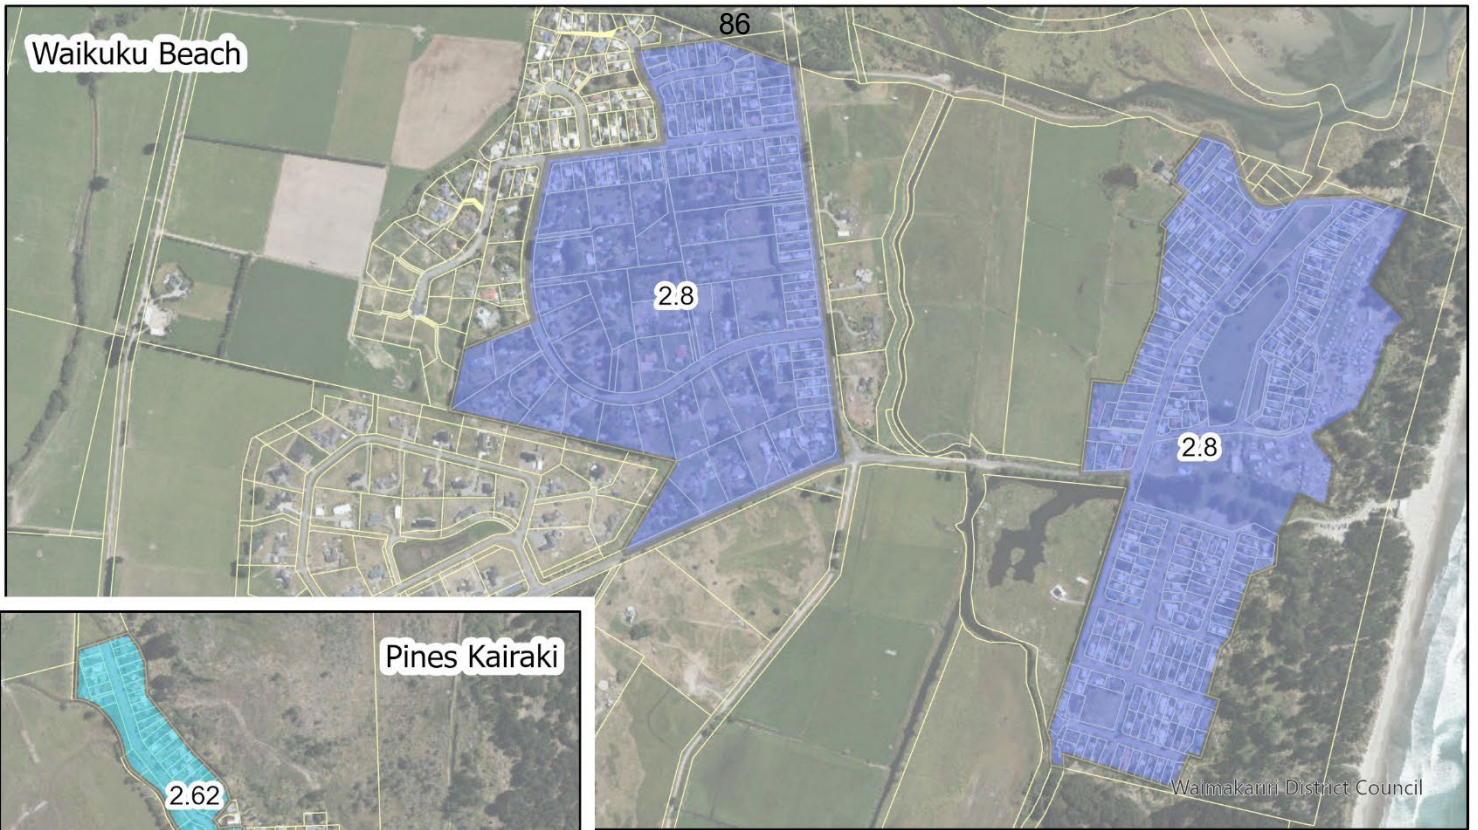 86
Waikuku Beach
2.8
2.8
Pines Kairaki
2.62
Waimakariri District Council